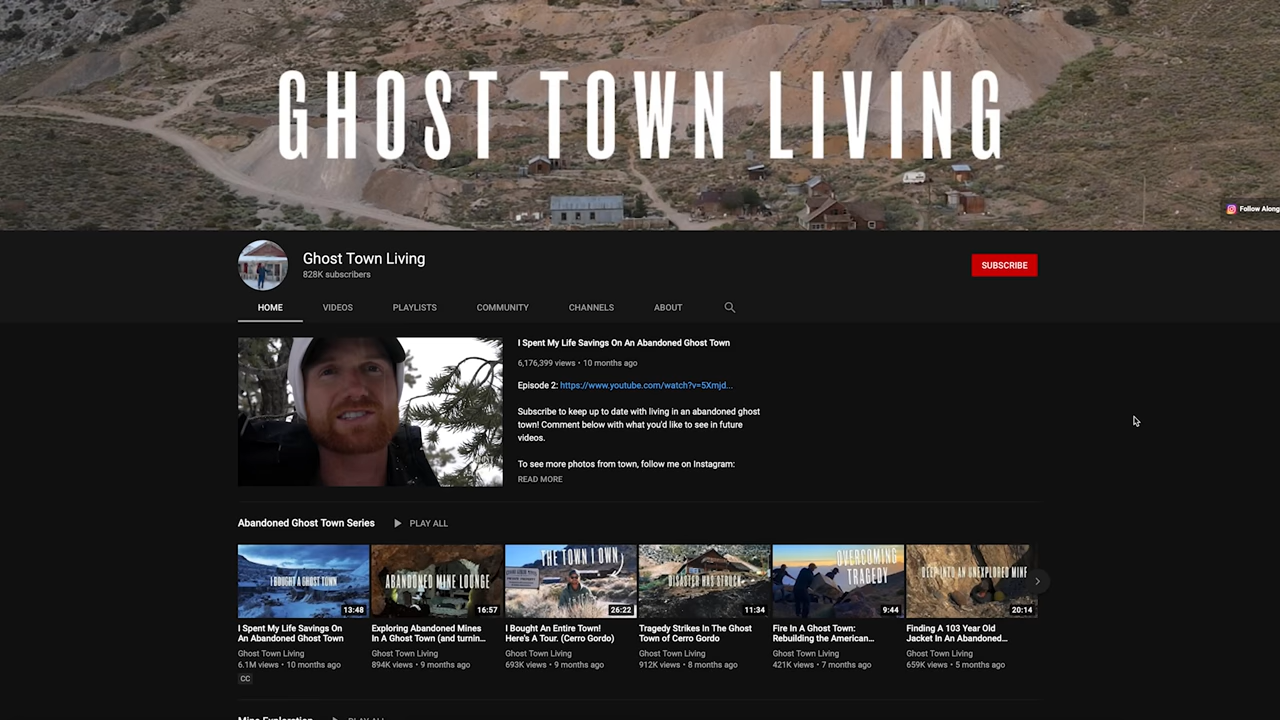 GHOST TOWN LIVING
Follow Along
Ghost Town Living
828K subscribers
SUBSCRIBE
HOME
VIDEOS
PLAYLISTS
COMMUNITY
CHANNELS
ABOUT
I Spent My Life Savings On An Abandoned Ghost Town
6,176,399 views • 10 months ago
Episode 2: https://www.youtube.com/watch?v=5Xmjd...
Subscribe to keep up to date with living in an abandoned ghost
town! Comment below with what you'd like to see in future
videos.
To see more photos from town, follow me on Instagram:
READ MORE
Abandoned Ghost Town Series
PLAY ALL
I BOUGHT A GHOST TOWN
13:48
I Spent My Life Savings On
An Abandoned Ghost Town
Ghost Town Living
6.1M views • 10 months ago
CC
ABANDONED MINE LOUNGE
16:57
Exploring Abandoned Mines
In A Ghost Town (and turnin...
Ghost Town Living
894K views • 9 months ago
THE TOWN I OWN
26:22
I Bought An Entire Town!
Here's A Tour. (Cerro Gordo)
Ghost Town Living
693K views • 9 months ago
DISASTER HAS STRUCK
11:34
Tragedy Strikes In The Ghost
Town of Cerro Gordo
Ghost Town Living
912K views • 8 months ago
OVERCOMING
TRAGEDY
9:44
Fire In A Ghost Town:
Rebuilding the American...
Ghost Town Living
421K views • 7 months ago
DEEP INTO AN UNEXPLORED MINE
20:14
Finding A 103 Year Old
Jacket In An Abandoned...
Ghost Town Living
659K views • 5 months ago
Mine Exploration
PLAY ALL